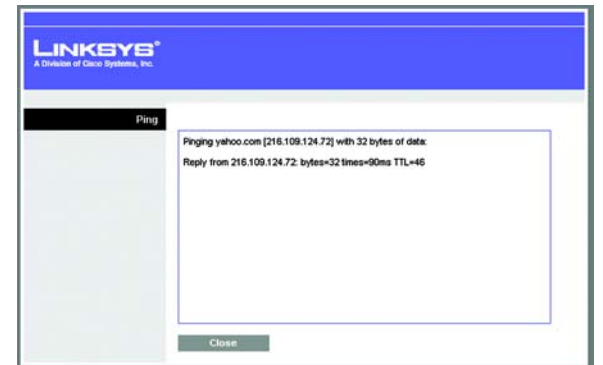 LINKSYS®
A Division of Cisco Systems, Inc.
Ping
Pinging yahoo.com [216.109.124.72] with 32 bytes of data:
Reply from 216.109.124.72: bytes=32 times=90ms TTL=46
Close